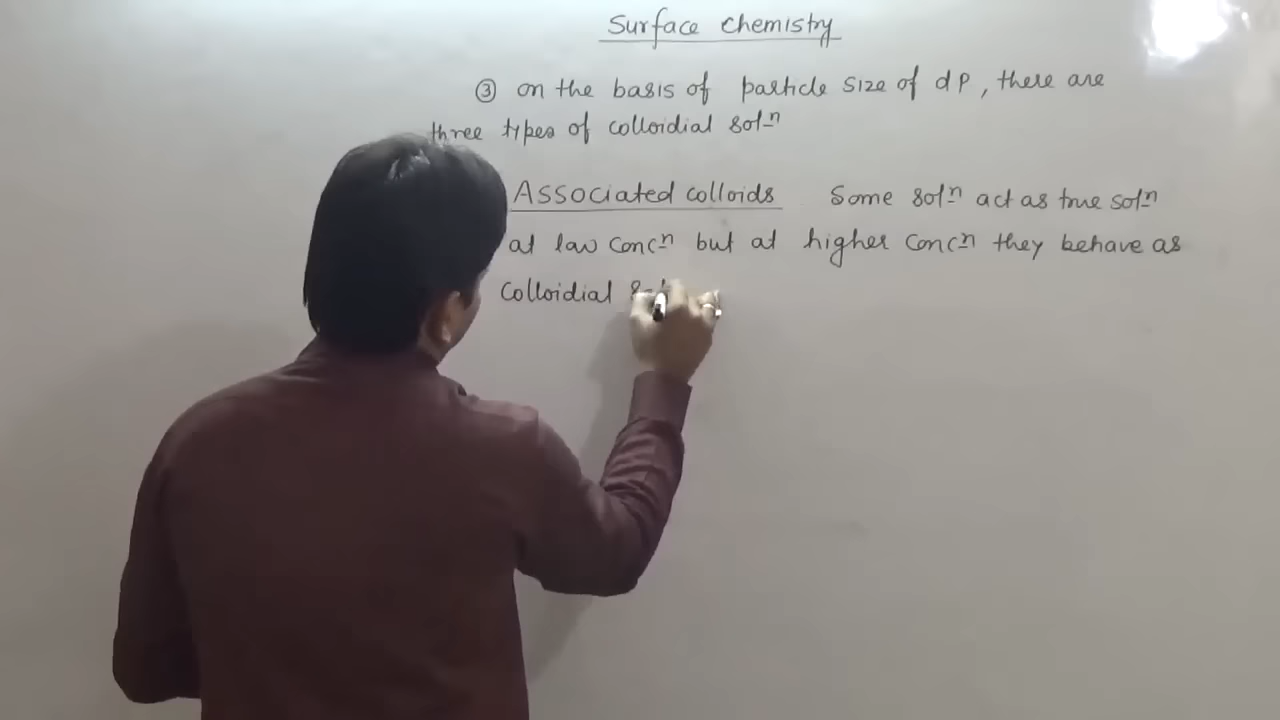 Surface Chemistry
③ on the basis of particle size of dP, there are
three types of colloidial solⁿ
Associated colloids Some solⁿ act as true solⁿ
at law concⁿ but at higher concⁿ they behave as
colloidial